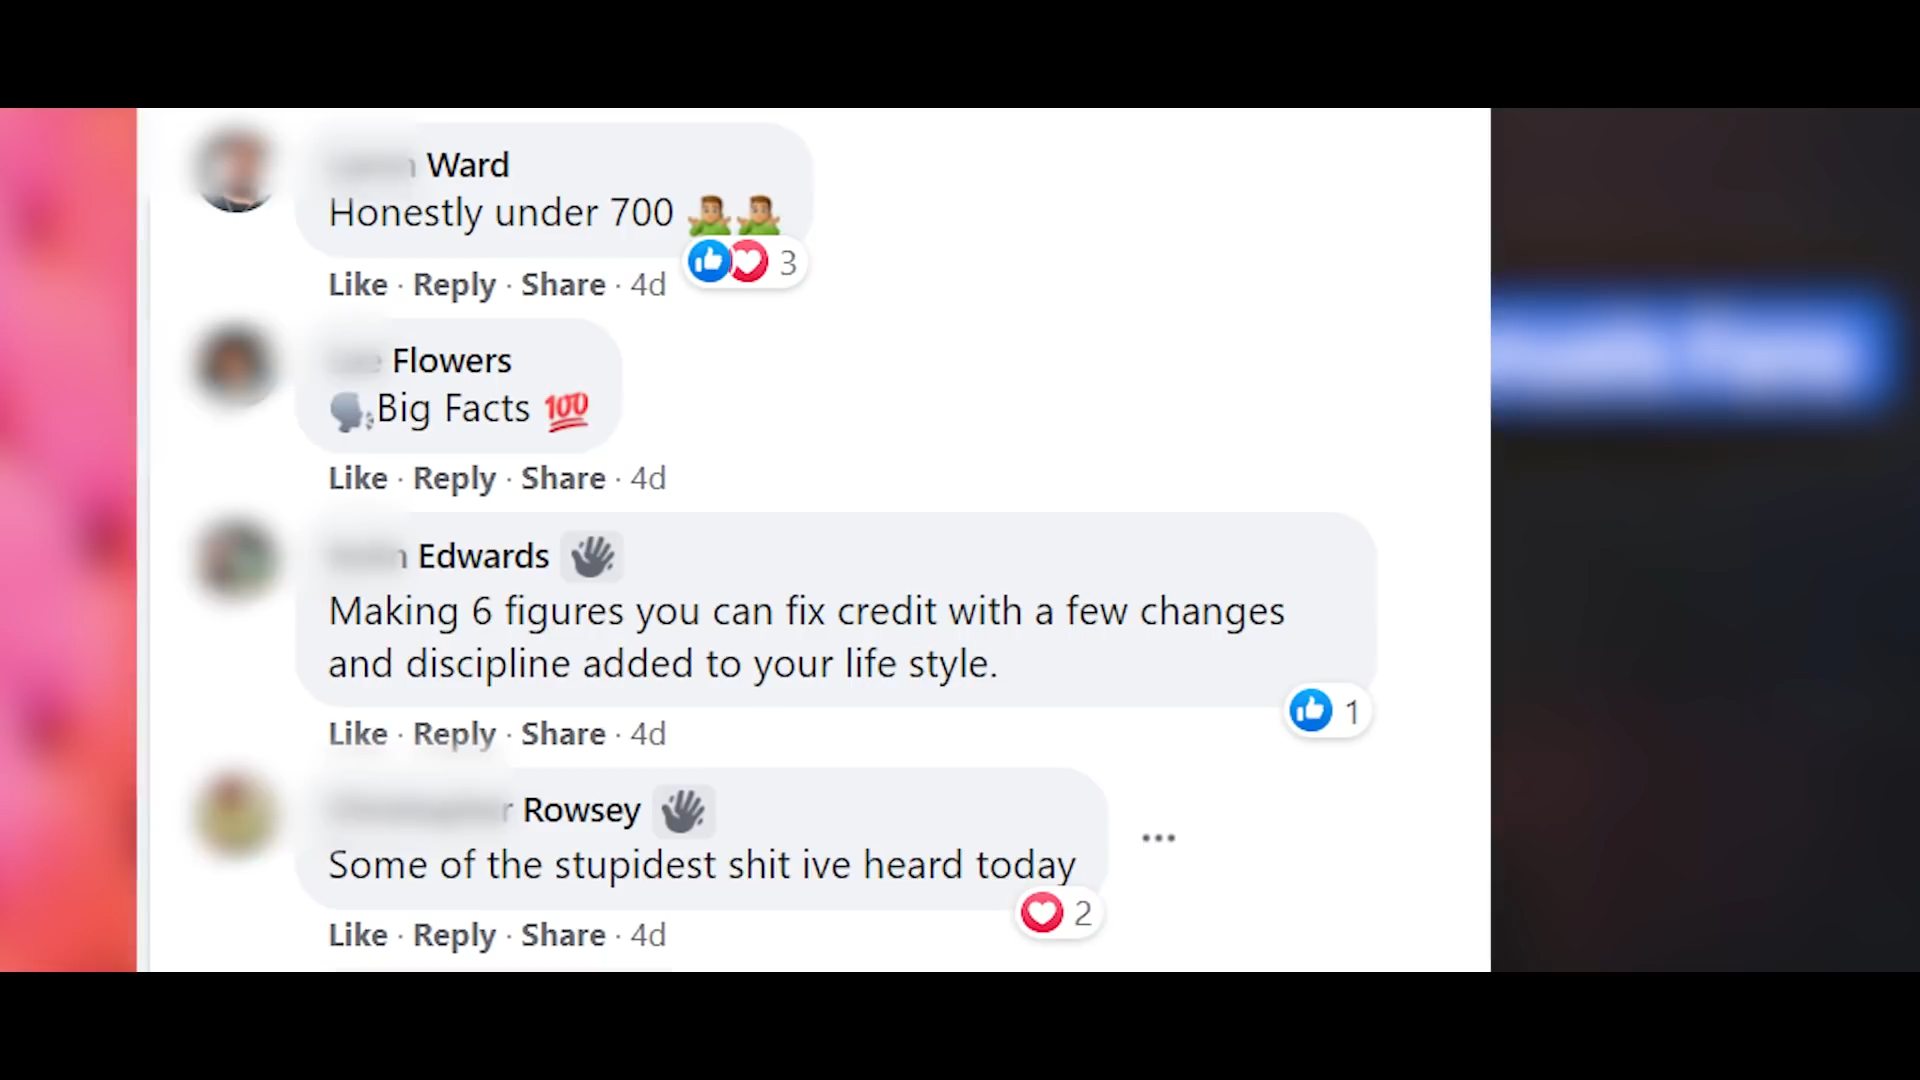 Ward
Honestly under 700 🤷🏽‍♂️🤷🏽‍♂️
3
Like · Reply · Share · 4d
Flowers
🗣️Big Facts 💯
Like · Reply · Share · 4d
Edwards 👋
Making 6 figures you can fix credit with a few changes
and discipline added to your life style.
1
Like · Reply · Share · 4d
Rowsey 👋
Some of the stupidest shit ive heard today
2
Like · Reply · Share · 4d